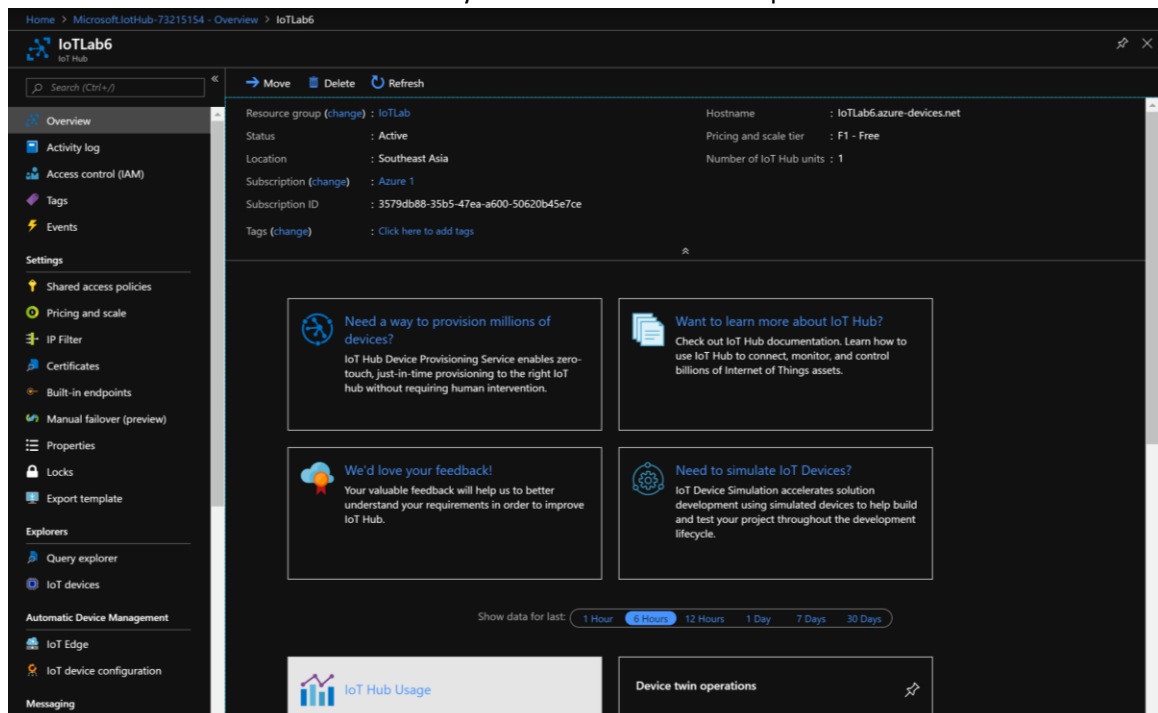 Home > Microsoft.IotHub-73215154 - Overview > IoTLab6
IoTLab6
IoT Hub
Search (Ctrl+/)
«
Overview
Activity log
Access control (IAM)
Tags
Events
Settings
Shared access policies
Pricing and scale
IP Filter
Certificates
Built-in endpoints
Manual failover (preview)
Properties
Locks
Export template
Explorers
Query explorer
IoT devices
Automatic Device Management
IoT Edge
IoT device configuration
Messaging
Move Delete Refresh
Resource group (change) : IoTLab
Status : Active
Location : Southeast Asia
Subscription (change) : Azure 1
Subscription ID : 3579db88-35b5-47ea-a600-50620b45e7ce
Tags (change) : Click here to add tags
Hostname : IoTLab6.azure-devices.net
Pricing and scale tier : F1 - Free
Number of IoT Hub units : 1
Need a way to provision millions of
devices?
IoT Hub Device Provisioning Service enables zero-
touch, just-in-time provisioning to the right IoT
hub without requiring human intervention.
Want to learn more about IoT Hub?
Check out IoT Hub documentation. Learn how to
use IoT Hub to connect, monitor, and control
billions of Internet of Things assets.
We'd love your feedback!
Your valuable feedback will help us to better
understand your requirements in order to improve
IoT Hub.
Need to simulate IoT Devices?
IoT Device Simulation accelerates solution
development using simulated devices to help build
and test your project throughout the development
lifecycle.
Show data for last: 1 Hour 6 Hours 12 Hours 1 Day 7 Days 30 Days
IoT Hub Usage
Device twin operations